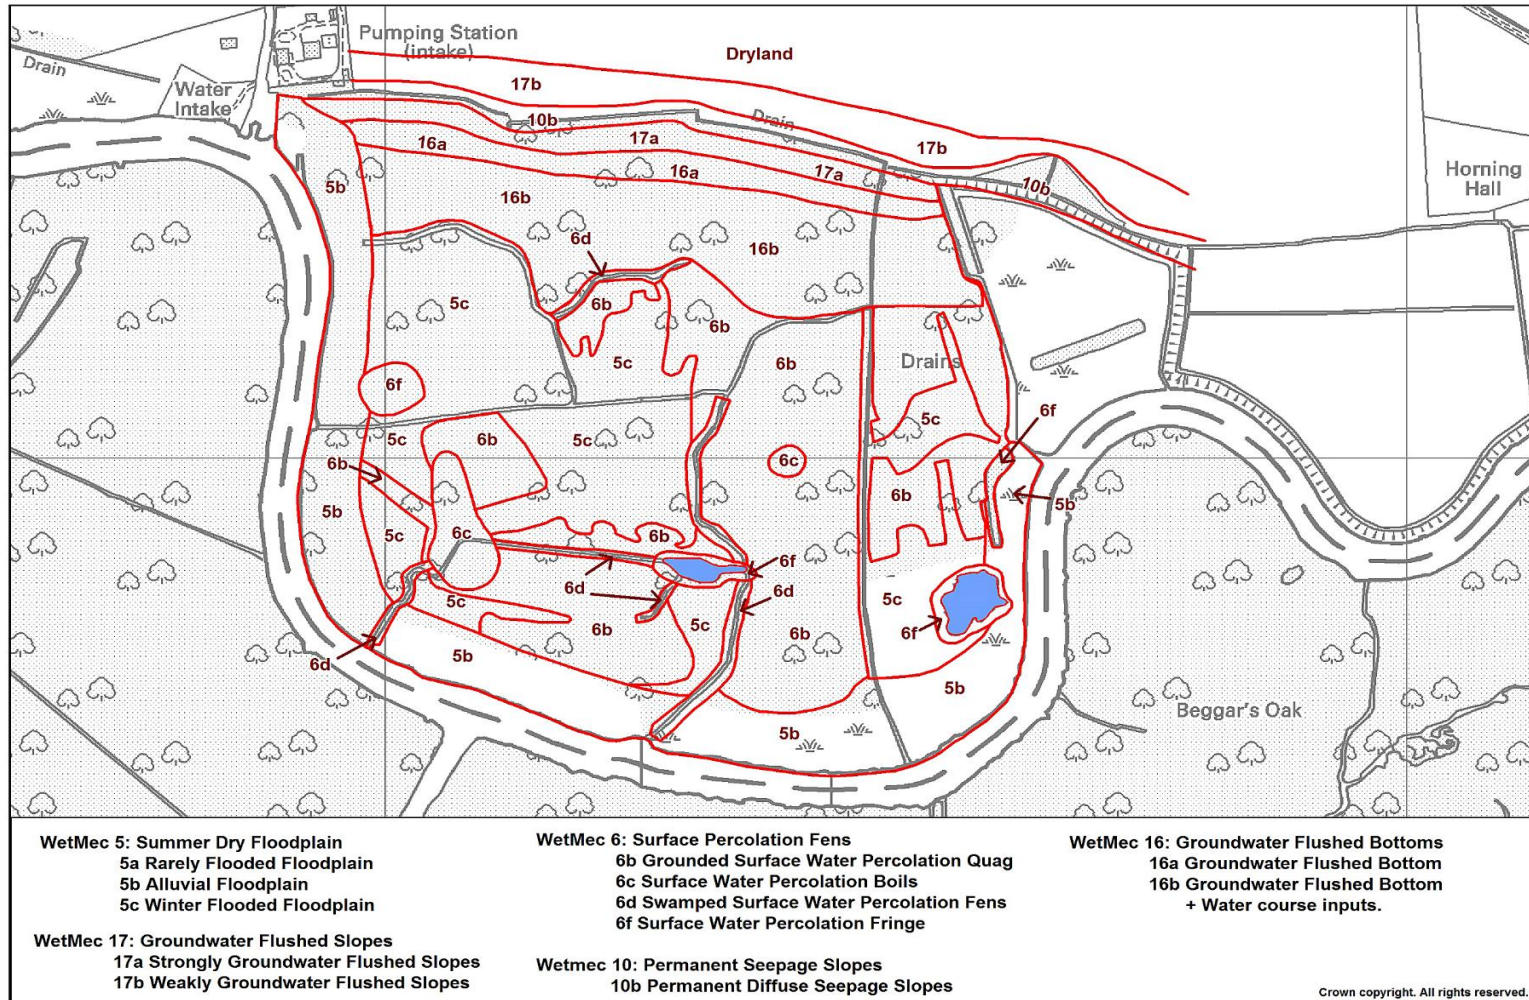 Pumping Station
(intake)
Dryland
Drain
17b
Water
Intake
10b
Drain
17a
16a
17b
16a
17a
Horning
Hall
5b
10b
16b
6d
16b
5c
6b
6b
5c
6b
Drains
6f
5c
6f
5c
6b
5c
6b
6c
6b
5b
5b
5c
6c
6b
6f
6d
6d
5c
5c
6b
5c
6b
6f
6d
5b
5b
Beggar's Oak
5b
WetMec 5: Summer Dry Floodplain
5a Rarely Flooded Floodplain
5b Alluvial Floodplain
5c Winter Flooded Floodplain
WetMec 17: Groundwater Flushed Slopes
17a Strongly Groundwater Flushed Slopes
17b Weakly Groundwater Flushed Slopes
WetMec 6: Surface Percolation Fens
6b Grounded Surface Water Percolation Quag
6c Surface Water Percolation Boils
6d Swamped Surface Water Percolation Fens
6f Surface Water Percolation Fringe
Wetmec 10: Permanent Seepage Slopes
10b Permanent Diffuse Seepage Slopes
WetMec 16: Groundwater Flushed Bottoms
16a Groundwater Flushed Bottom
16b Groundwater Flushed Bottom
+ Water course inputs.
Crown copyright. All rights reserved.